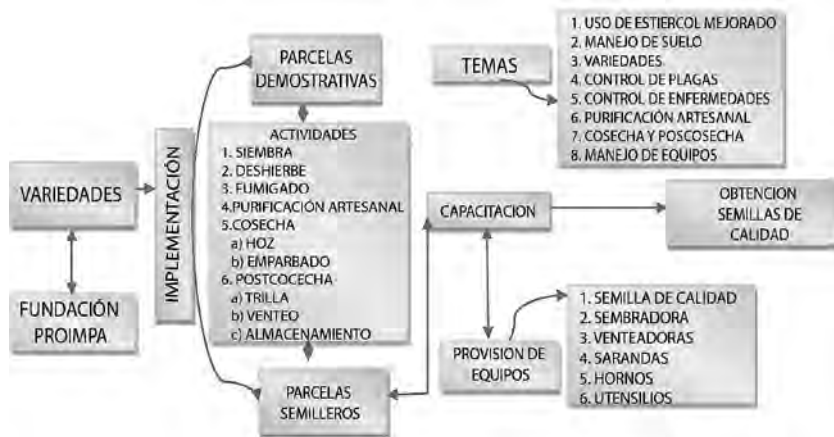 VARIEDADES
FUNDACIÓN
PROIMPA
IMPLEMENTACIÓN
PARCELAS
DEMOSTRATIVAS
ACTIVIDADES
1. SIEMBRA
2. DESHIERBE
3. FUMIGADO
4.PURIFICACIÓN ARTESANAL
5.COSECHA
a) HOZ
b) EMPARBADO
6. POSTCOCECHA
a) TRILLA
b) VENTEO
c) ALMACENAMIENTO
PARCELAS
SEMILLEROS
TEMAS
1. USO DE ESTIERCOL MEJORADO
2. MANEJO DE SUELO
3. VARIEDADES
4. CONTROL DE PLAGAS
5. CONTROL DE ENFERMEDADES
6. PURIFICACIÓN ARTESANAL
7. COSECHA Y POSCOSECHA
8. MANEJO DE EQUIPOS
CAPACITACION
OBTENCION
SEMILLAS DE
CALIDAD
PROVISION DE
EQUIPOS
1. SEMILLA DE CALIDAD
2. SEMBRADORA
3. VENTEADORAS
4. SARANDAS
5. HORNOS
6. UTENSILIOS